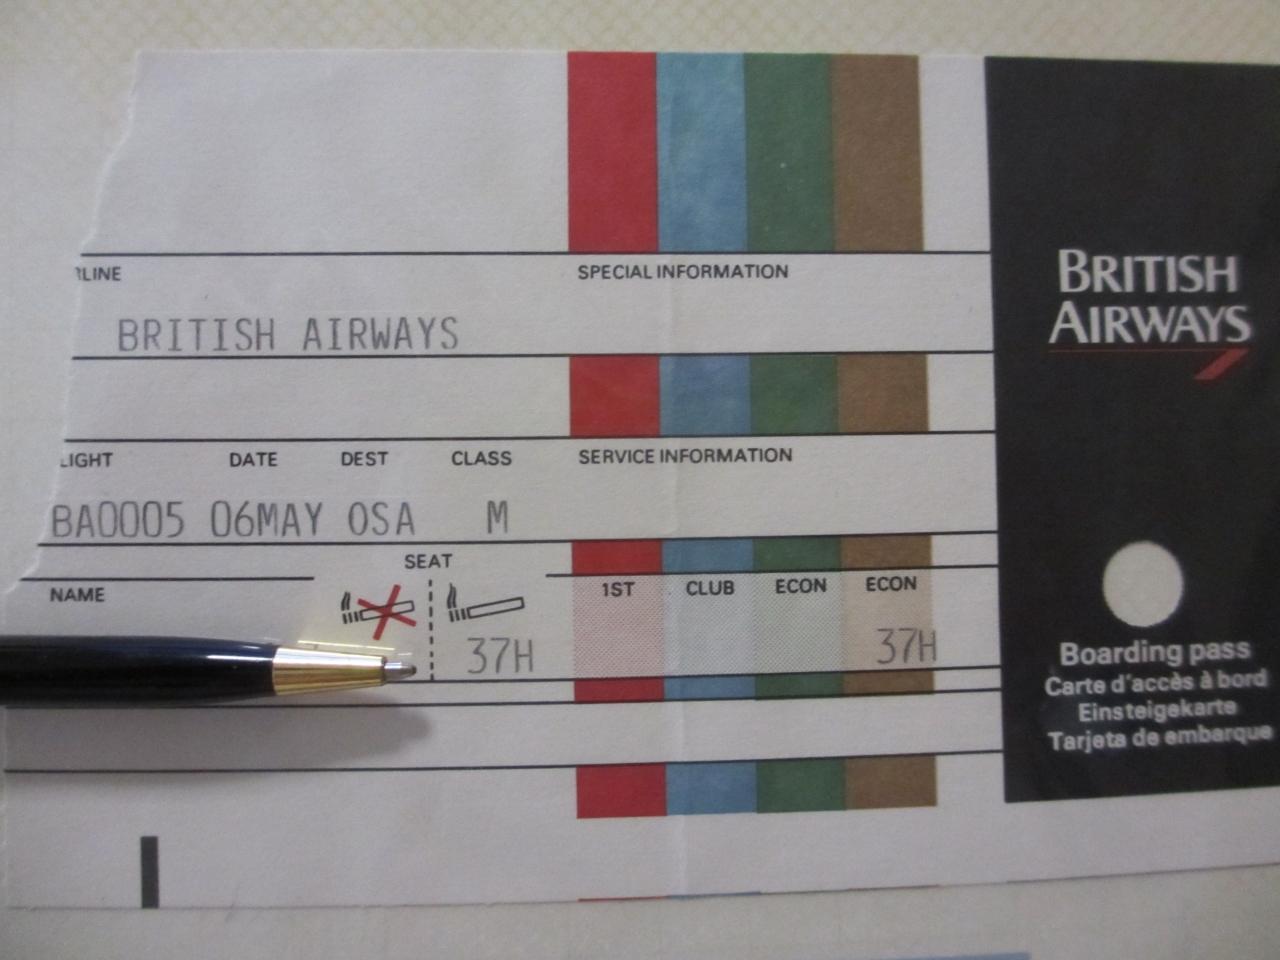 RLINE
SPECIAL INFORMATION
BRITISH AIRWAYS
LIGHT DATE DEST CLASS SERVICE INFORMATION
BA0005 06MAY OSA M
SEAT
NAME
1ST CLUB ECON ECON
37H
37H
BRITISH
AIRWAYS
Boarding pass
Carte d'accès à bord
Einsteigekarte
Tarjeta de embarque